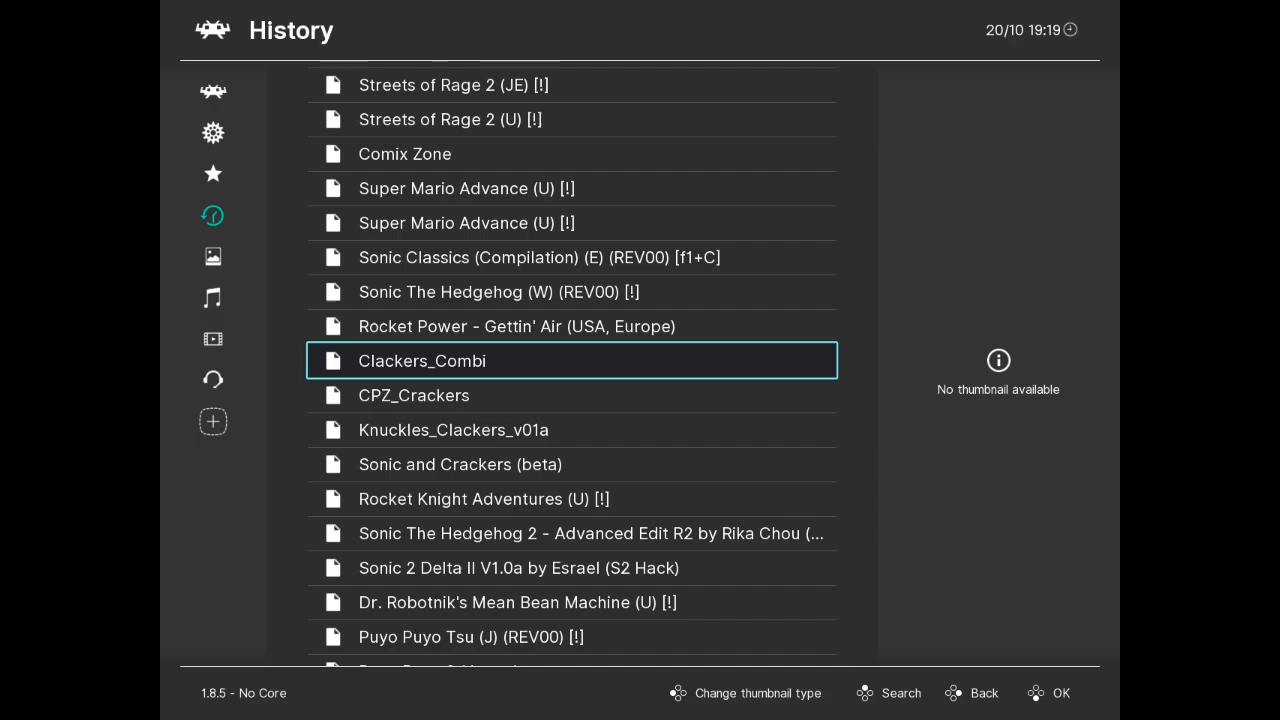 History
20/10 19:19
Streets of Rage 2 (JE) [!]
Streets of Rage 2 (U) [!]
Comix Zone
Super Mario Advance (U) [!]
Super Mario Advance (U) [!]
Sonic Classics (Compilation) (E) (REV00) [f1+C]
Sonic The Hedgehog (W) (REV00) [!]
Rocket Power - Gettin' Air (USA, Europe)
Clackers_Combi
CPZ_Crackers
Knuckles_Clackers_v01a
Sonic and Crackers (beta)
Rocket Knight Adventures (U) [!]
Sonic The Hedgehog 2 - Advanced Edit R2 by Rika Chou (...
Sonic 2 Delta II V1.0a by Esrael (S2 Hack)
Dr. Robotnik's Mean Bean Machine (U) [!]
Puyo Puyo Tsu (J) (REV00) [!]
No thumbnail available
1.8.5 - No Core
Change thumbnail type
Search
Back
OK